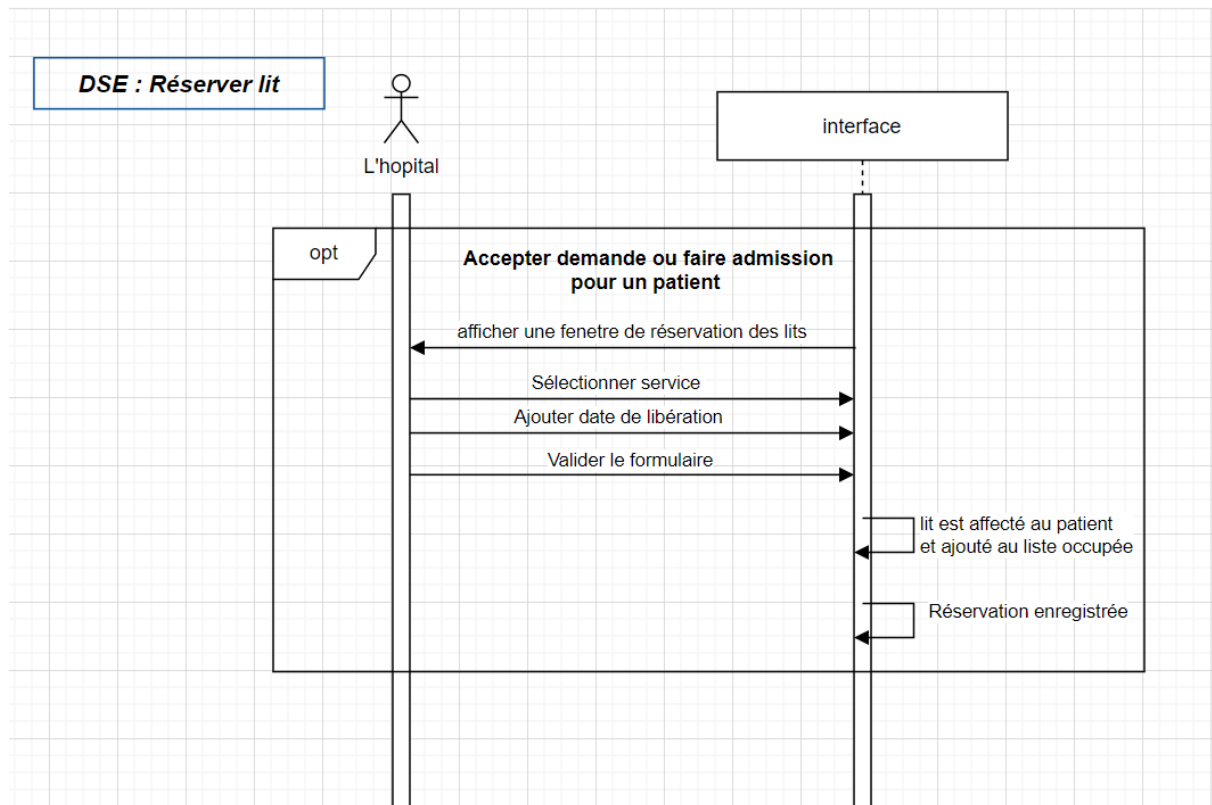 DSE : Réserver lit
L'hopital
interface
opt
Accepter demande ou faire admission
pour un patient
afficher une fenetre de réservation des lits
Sélectionner service
Ajouter date de libération
Valider le formulaire
lit est affecté au patient
et ajouté au liste occupée
Réservation enregistrée